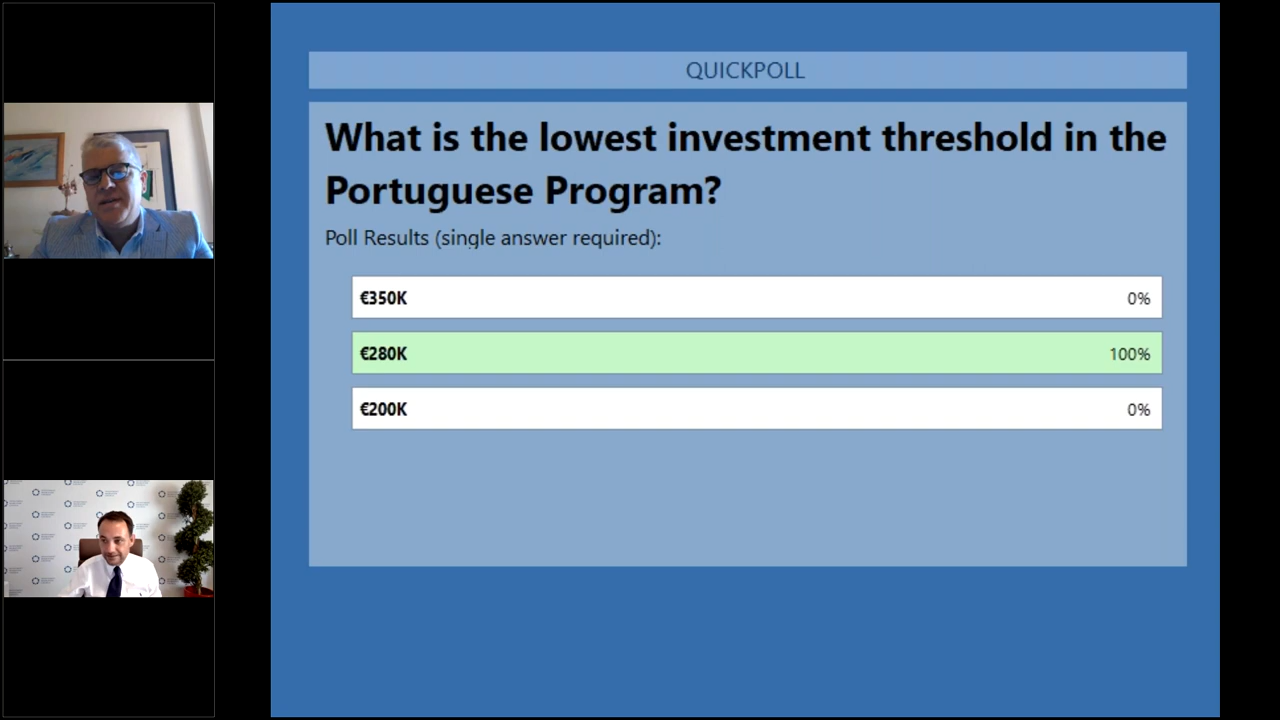 QUICKPOLL
What is the lowest investment threshold in the
Portuguese Program?
Poll Results (single answer required):
€350K 0%
€280K 100%
€200K 0%